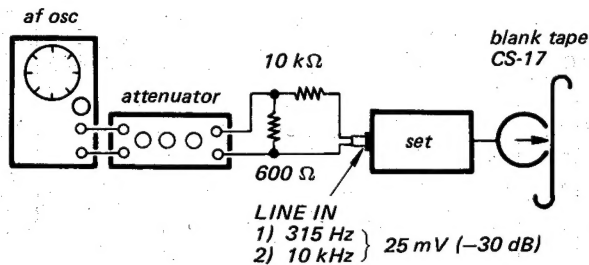 af osc
attenuator
10 kΩ
600 Ω
set
blank tape
CS-17
LINE IN
1) 315 Hz
2) 10 kHz
25 mV (−30 dB)